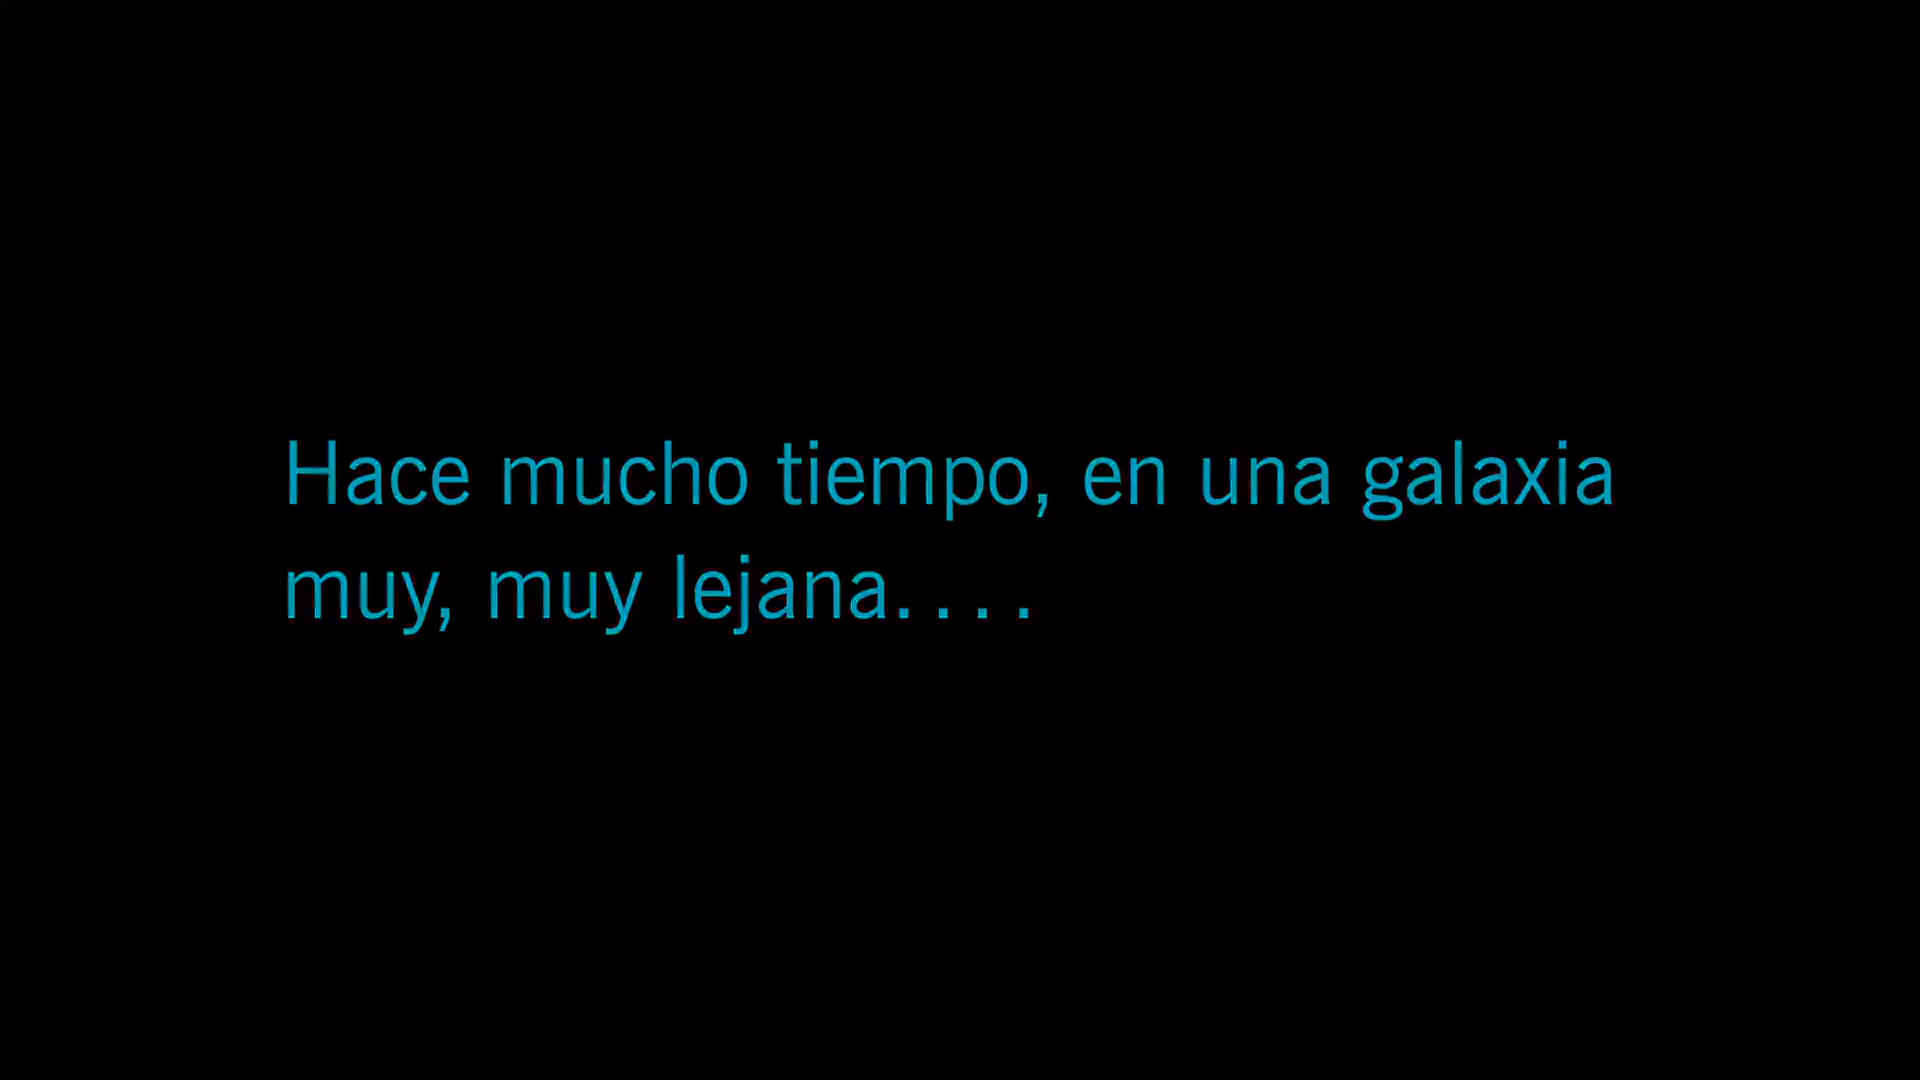 Hace mucho tiempo, en una galaxia
muy, muy lejana. . . .